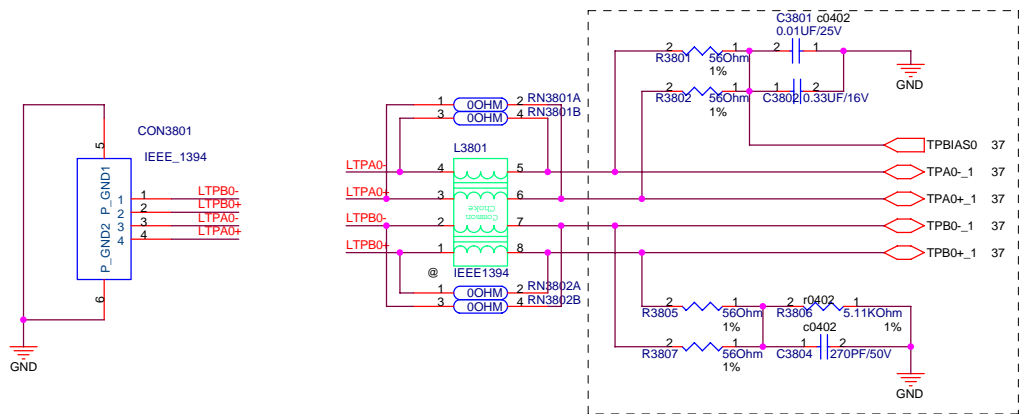 C3801 c0402
0.01UF/25V
2 1
2 1
R3801 56Ohm
1%
GND
2 1
R3802 56Ohm
1%
1 2
C3802 0.33UF/16V
1 0OHM 2 RN3801A
3 0OHM 4 RN3801B
CON3801
IEEE_1394
5
P_GND1
P_GND2
6
1 1 LTPB0-
2 2 LTPB0+
3 3 LTPA0-
4 4 LTPA0+
GND
L3801
TPBIAS0 37
LTPA0- 4 5 TPA0-_1 37
LTPA0+ 3 6 TPA0+_1 37
Common
Choke
LTPB0- 2 7 TPB0-_1 37
LTPB0+ 1 8 TPB0+_1 37
@ IEEE1394
1 0OHM 2 RN3802A
3 0OHM 4 RN3802B
2 1
R3805 56Ohm
1%
r0402
2 1
R3806 5.11KOhm
1%
2 1
R3807 56Ohm
1%
c0402
1 2
C3804 270PF/50V
GND